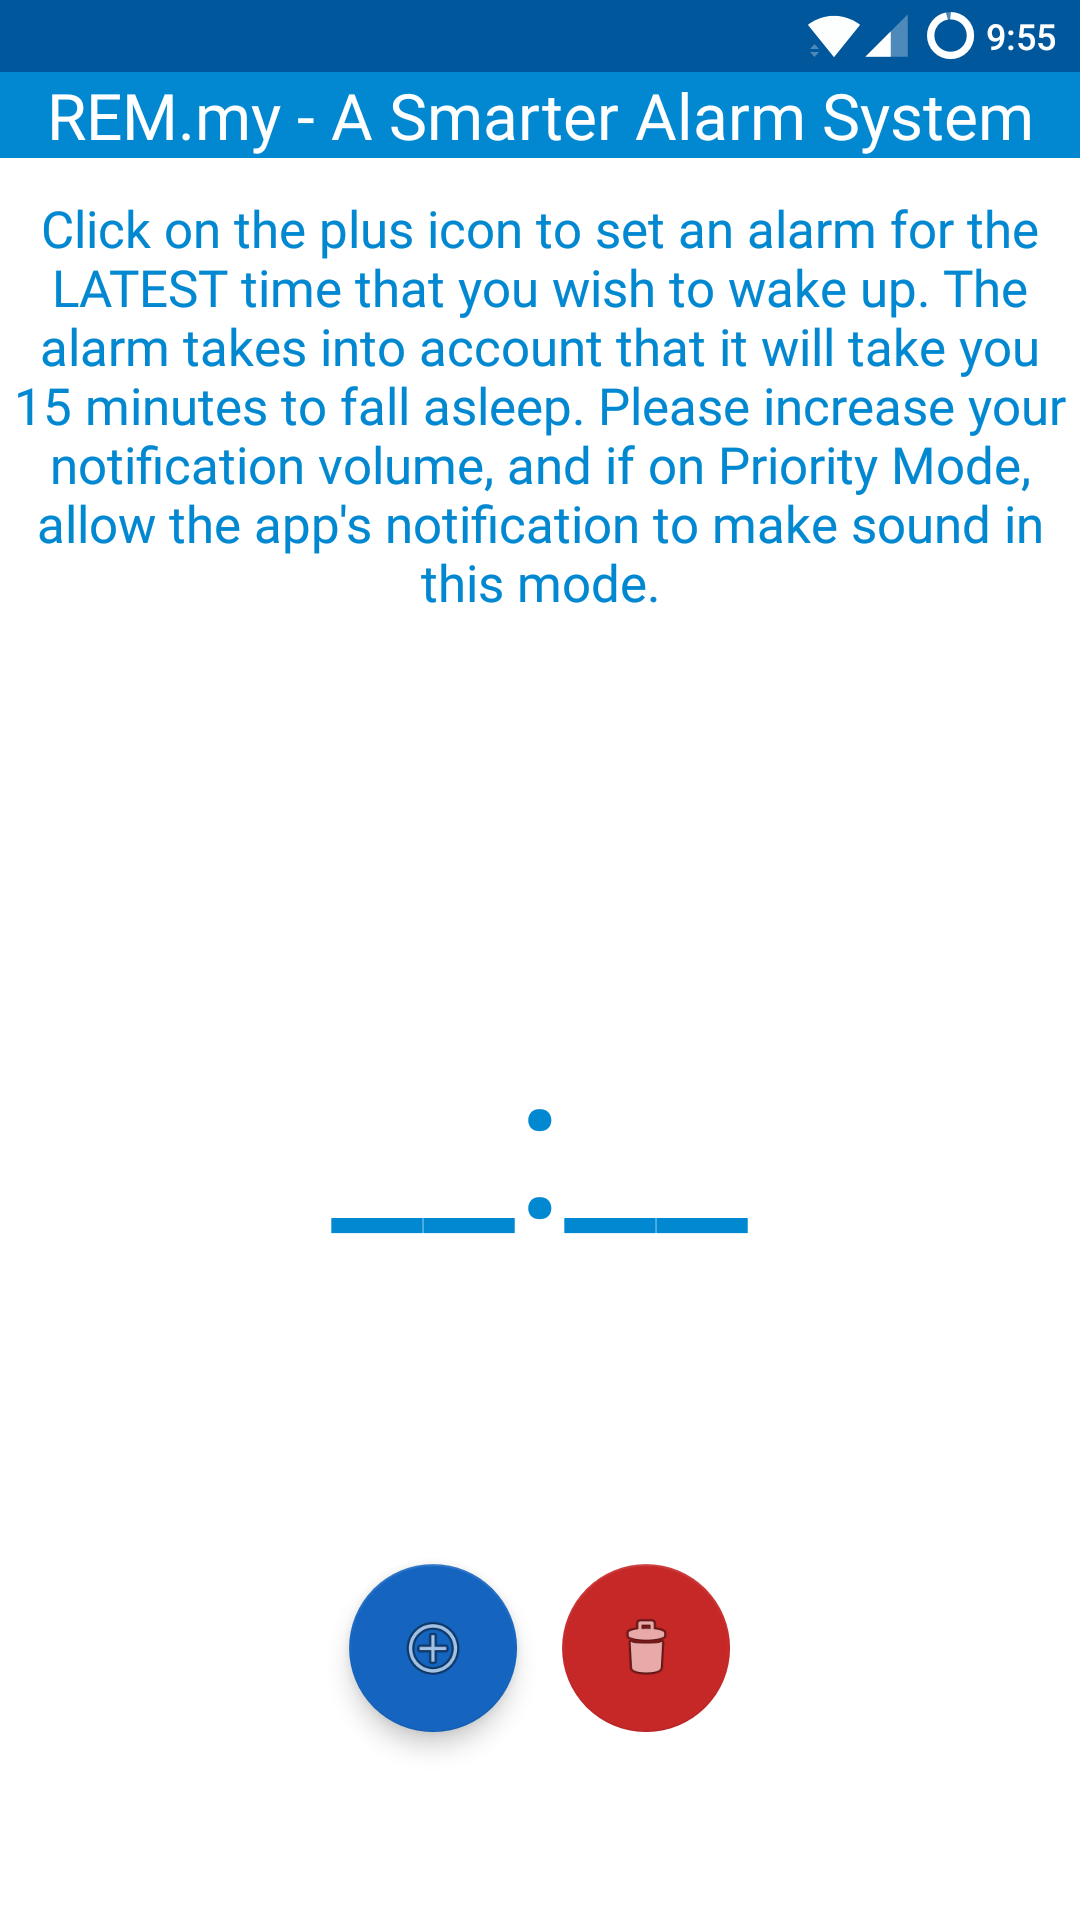 9:55
REM.my - A Smarter Alarm System
Click on the plus icon to set an alarm for the
LATEST time that you wish to wake up. The
alarm takes into account that it will take you
15 minutes to fall asleep. Please increase your
notification volume, and if on Priority Mode,
allow the app's notification to make sound in
this mode.
__:__